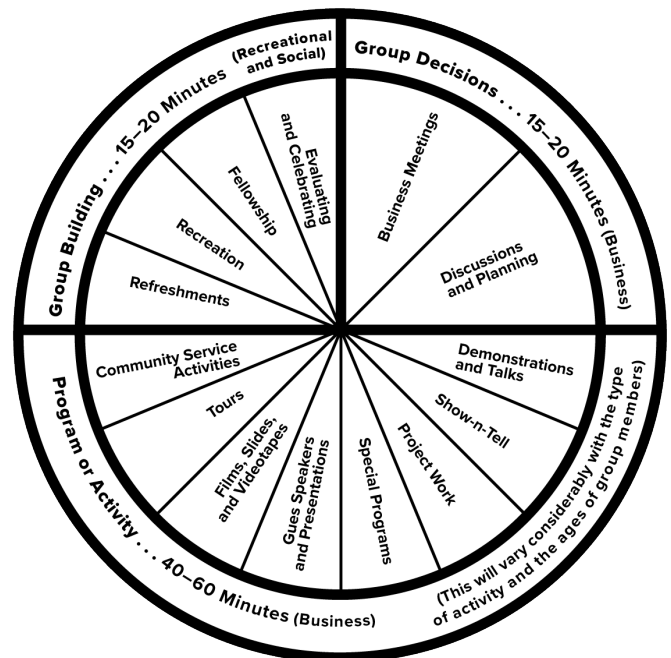 Group Building . . . 15–20 Minutes (Recreational
and Social)
Group Decisions . . . 15–20 Minutes (Business)
Evaluating
and Celebrating
Fellowship
Recreation
Refreshments
Business Meetings
Discussions
and Planning
Community Service
Activities
Tours
Films, Slides,
and Videotapes
Gues Speakers
and Presentations
Special Programs
Project Work
Show-n-Tell
Demonstrations
and Talks
Program or Activity . . . 40–60 Minutes (Business)
(This will vary considerably with the type
of activity and the ages of group members)